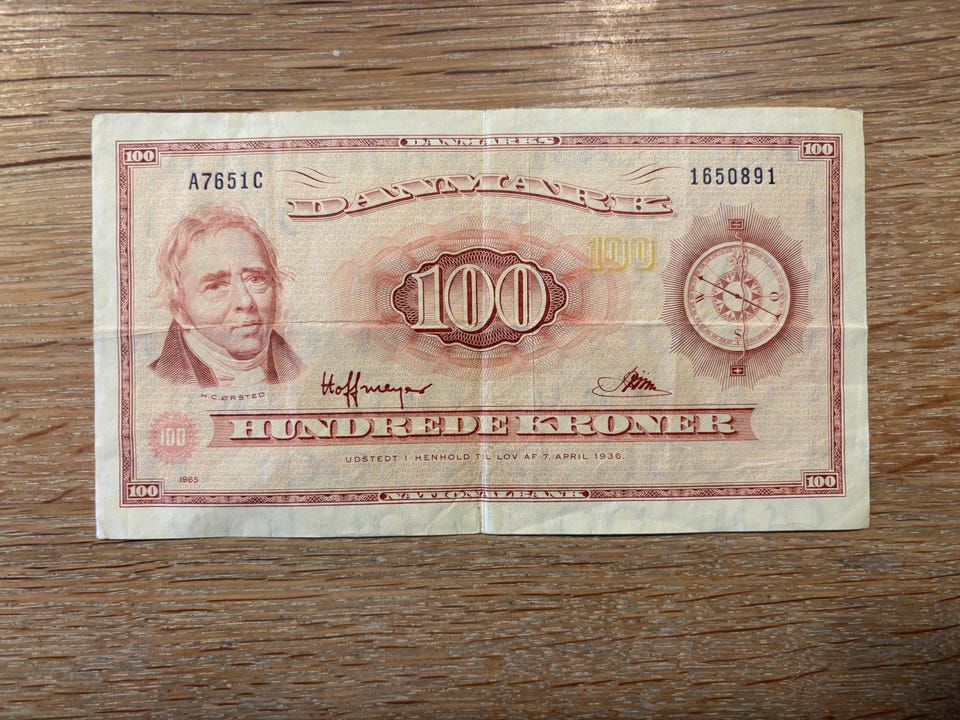 DANMARKS
100
100
A7651C
1650891
DANMARK
100
100
W
O
S
H.C.ØRSTED
Hoffmeyer
HUNDREDE KRONER
100
UDSTEDT I HENHOLD TIL LOV AF 7. APRIL 1936.
1965
100
NATIONALBANK
100